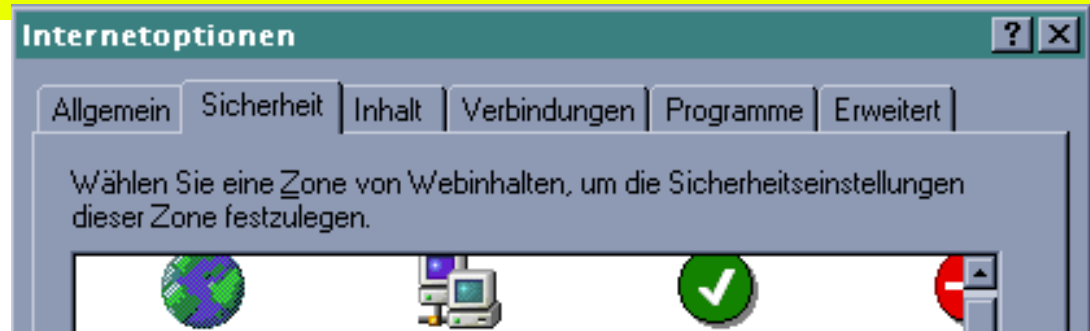 Internetoptionen
Allgemein Sicherheit Inhalt Verbindungen Programme Erweitert
Wählen Sie eine Zone von Webinhalten, um die Sicherheitseinstellungen
dieser Zone festzulegen.